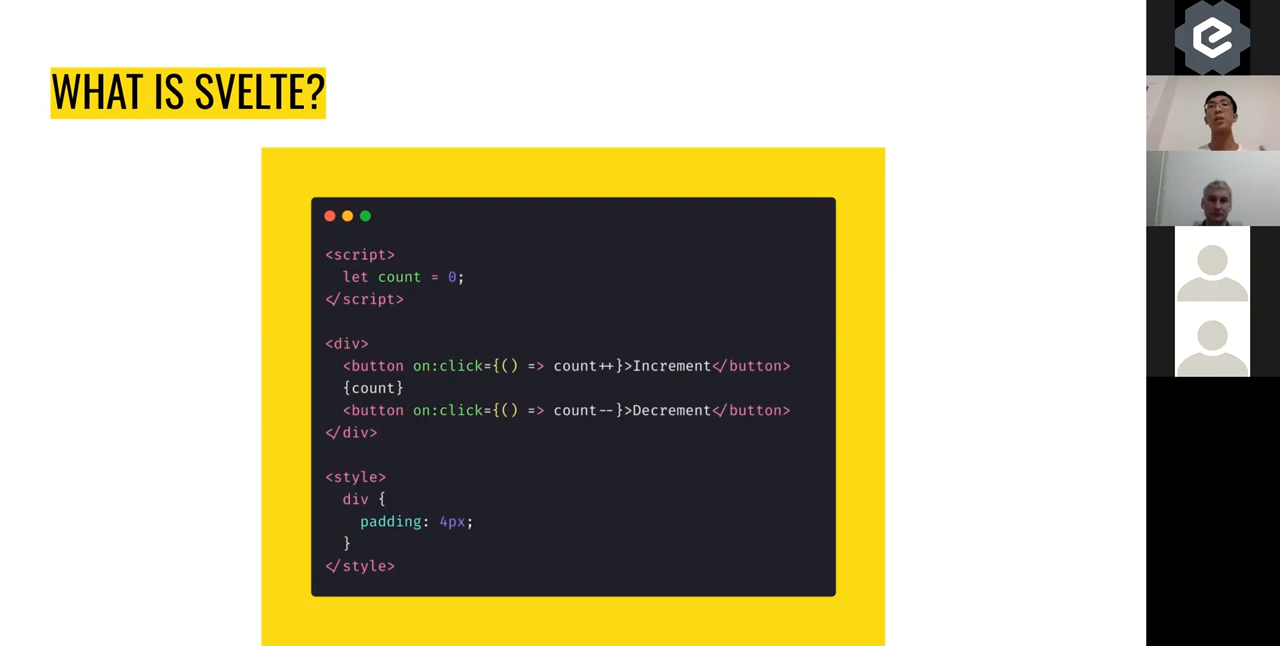 WHAT IS SVELTE?
<script>
let count = 0;
</script>
<div>
<button on:click={() => count++}>Increment</button>
{count}
<button on:click={() => count--}>Decrement</button>
</div>
<style>
div {
padding: 4px;
}
</style>